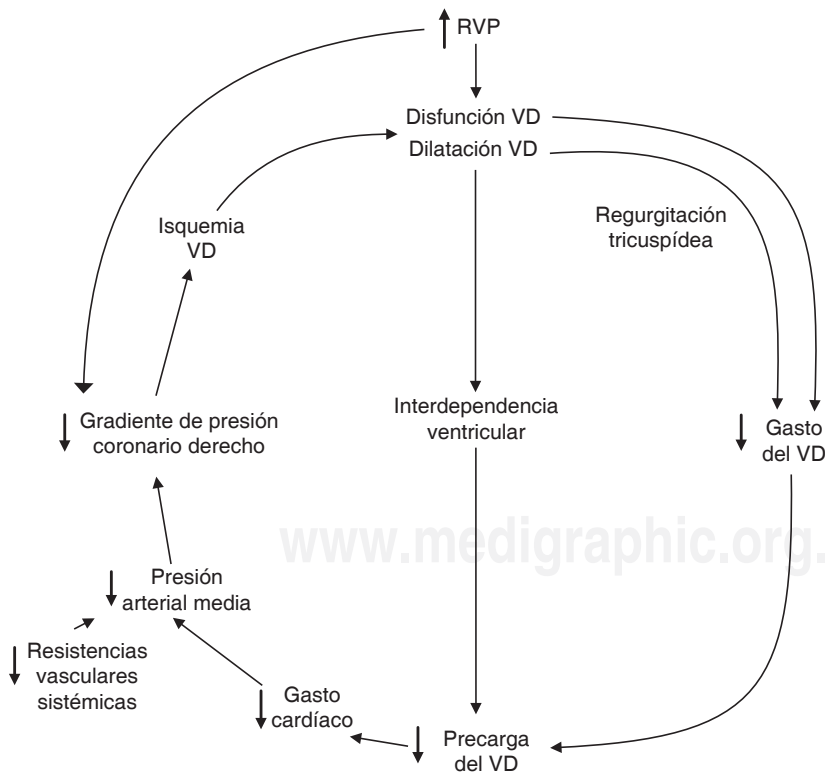 RVP
Disfunción VD
Dilatación VD
Regurgitación
tricuspídea
Isquemia
VD
Gradiente de presión
coronario derecho
Interdependencia
ventricular
Gasto
del VD
www.medigraphic.org.
Presión
arterial media
Resistencias
vasculares
sistémicas
Gasto
cardíaco
Precarga
del VD